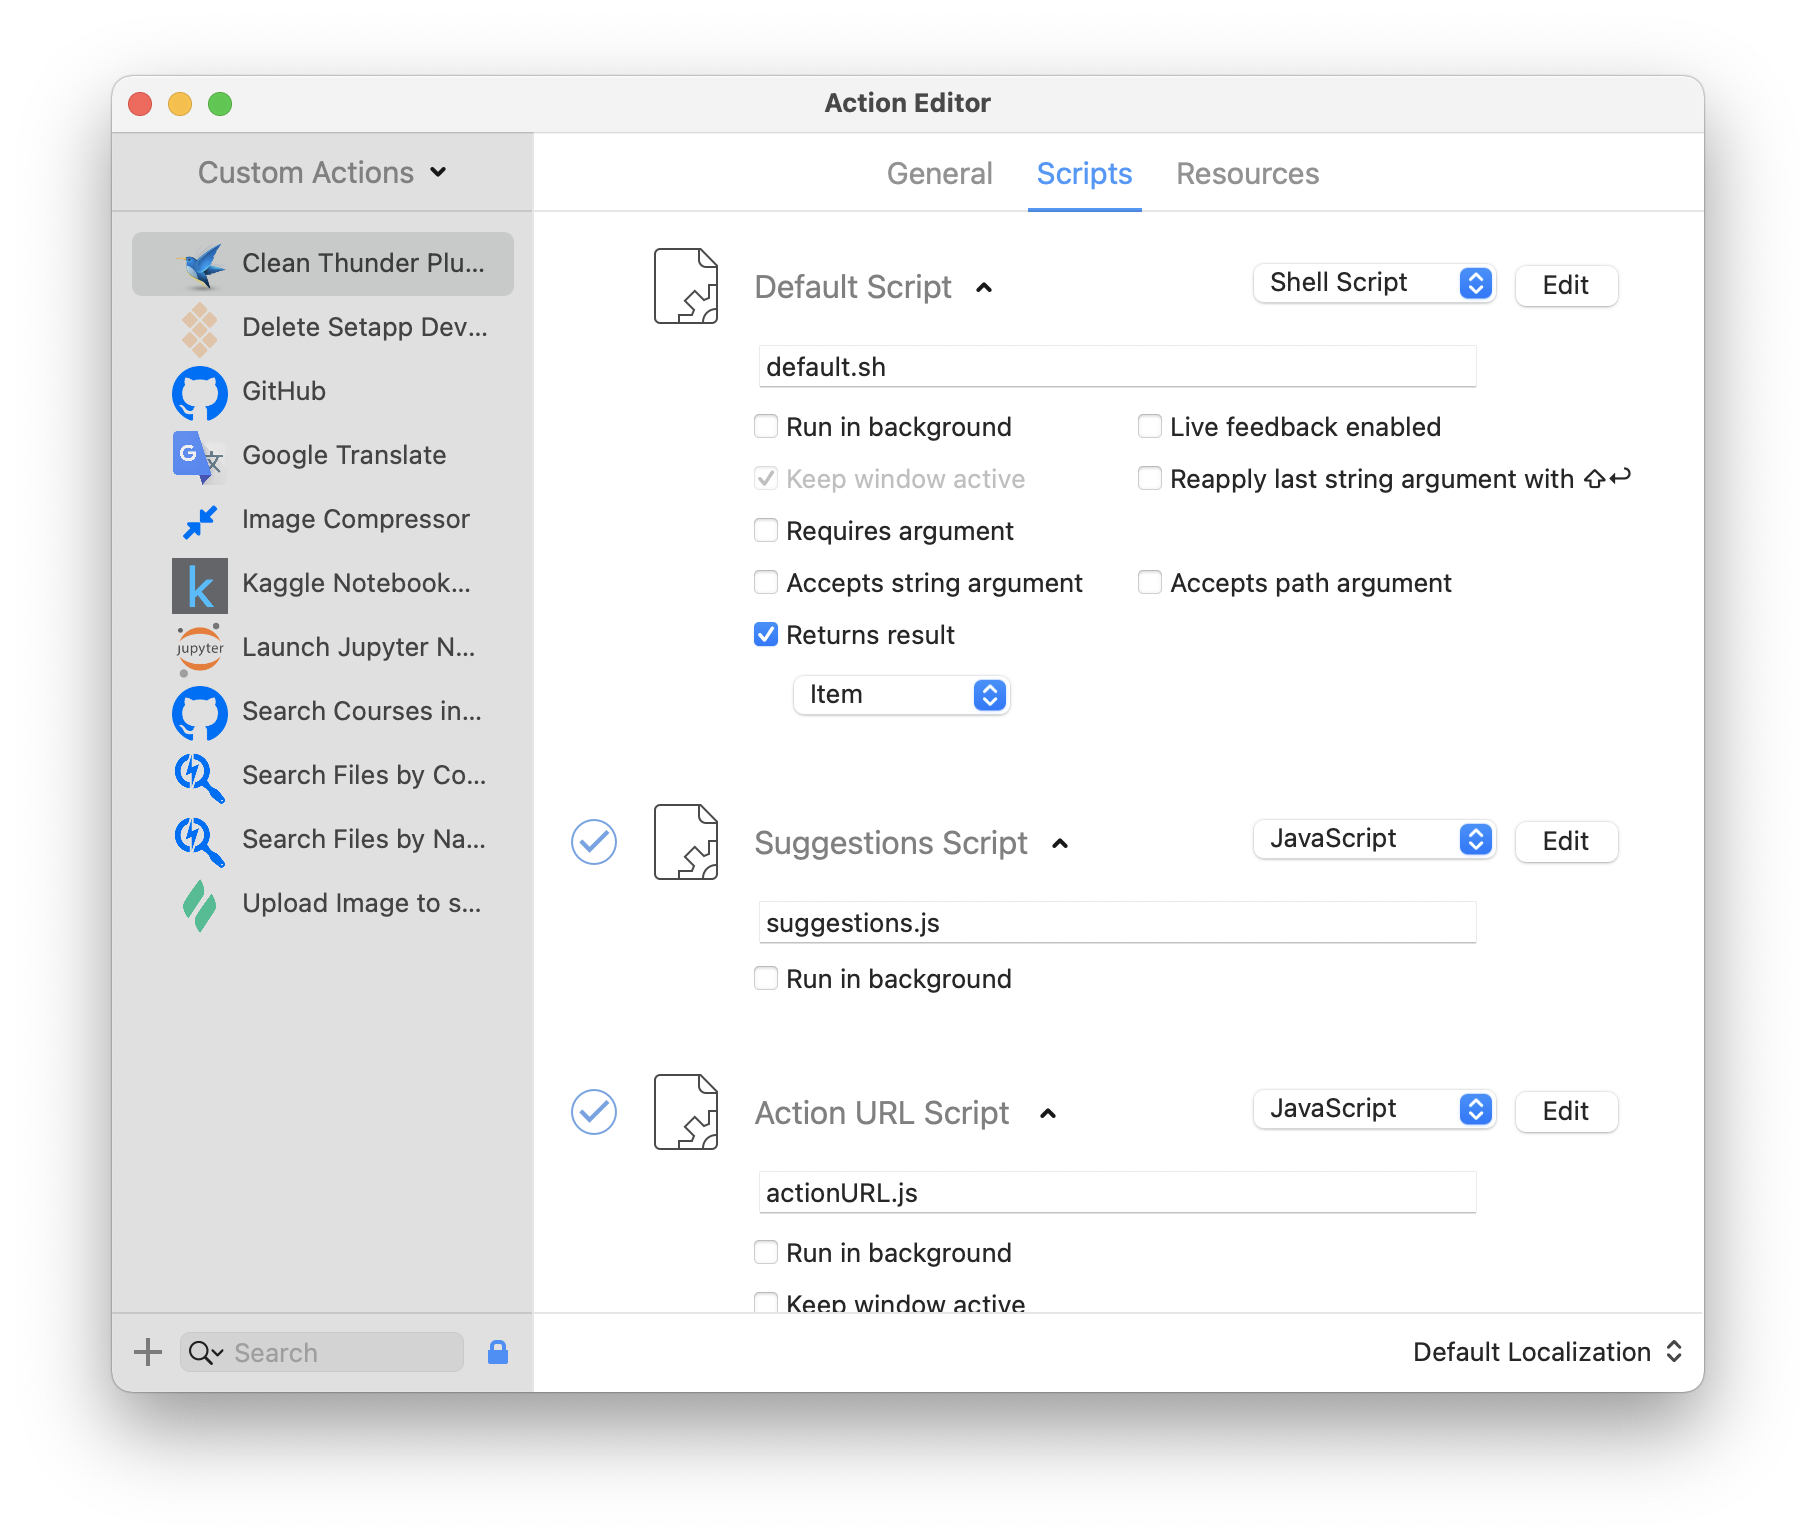 Action Editor
Custom Actions
General Scripts Resources
Clean Thunder Plu...
Delete Setapp Dev...
GitHub
Google Translate
Image Compressor
k Kaggle Notebook...
jupyter Launch Jupyter N...
Search Courses in...
Search Files by Co...
Search Files by Na...
Upload Image to s...
Search
Default Script Shell Script Edit
default.sh
Run in background Live feedback enabled
Keep window active Reapply last string argument with ⇧↩
Requires argument
Accepts string argument Accepts path argument
Returns result
Item
Suggestions Script JavaScript Edit
suggestions.js
Run in background
Action URL Script JavaScript Edit
actionURL.js
Run in background
Keep window active
Default Localization